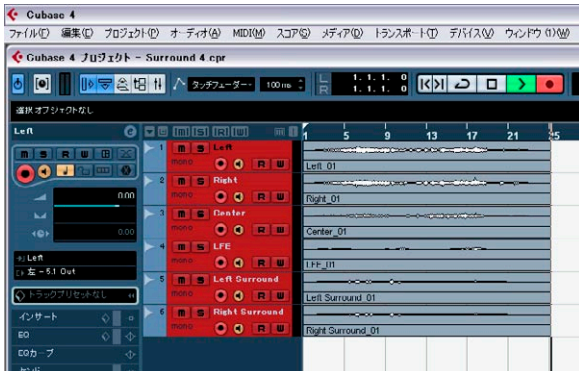 Cubase 4
ファイル(F) 編集(E) プロジェクト(P) オーディオ(A) MIDI(M) スコア(S) メディア(D) トランスポート(T) デバイス(V) ウィンドウ (1)(W)
Cubase 4 プロジェクト - Surround 4.cpr
タッチフェーダー 100 ms L R 1. 1. 1. 0
1. 1. 1. 0
選択オブジェクトなし
Left m S R W 1 5 9 13 17 21 25
m S R W
1 m S Left
mono R W
Left_01
0.00
2 m S Right
mono R W
Right_01
0.00
3 m S Center
mono R W
Center_01
Left
左 - 5.1 Out
4 m S LFE
mono R W
LFE_01
トラックプリセットなし
5 m S Left Surround
mono R W
Left Surround_01
インサート
EQ
EQカーブ
6 m S Right Surround
mono R W
Right Surround_01